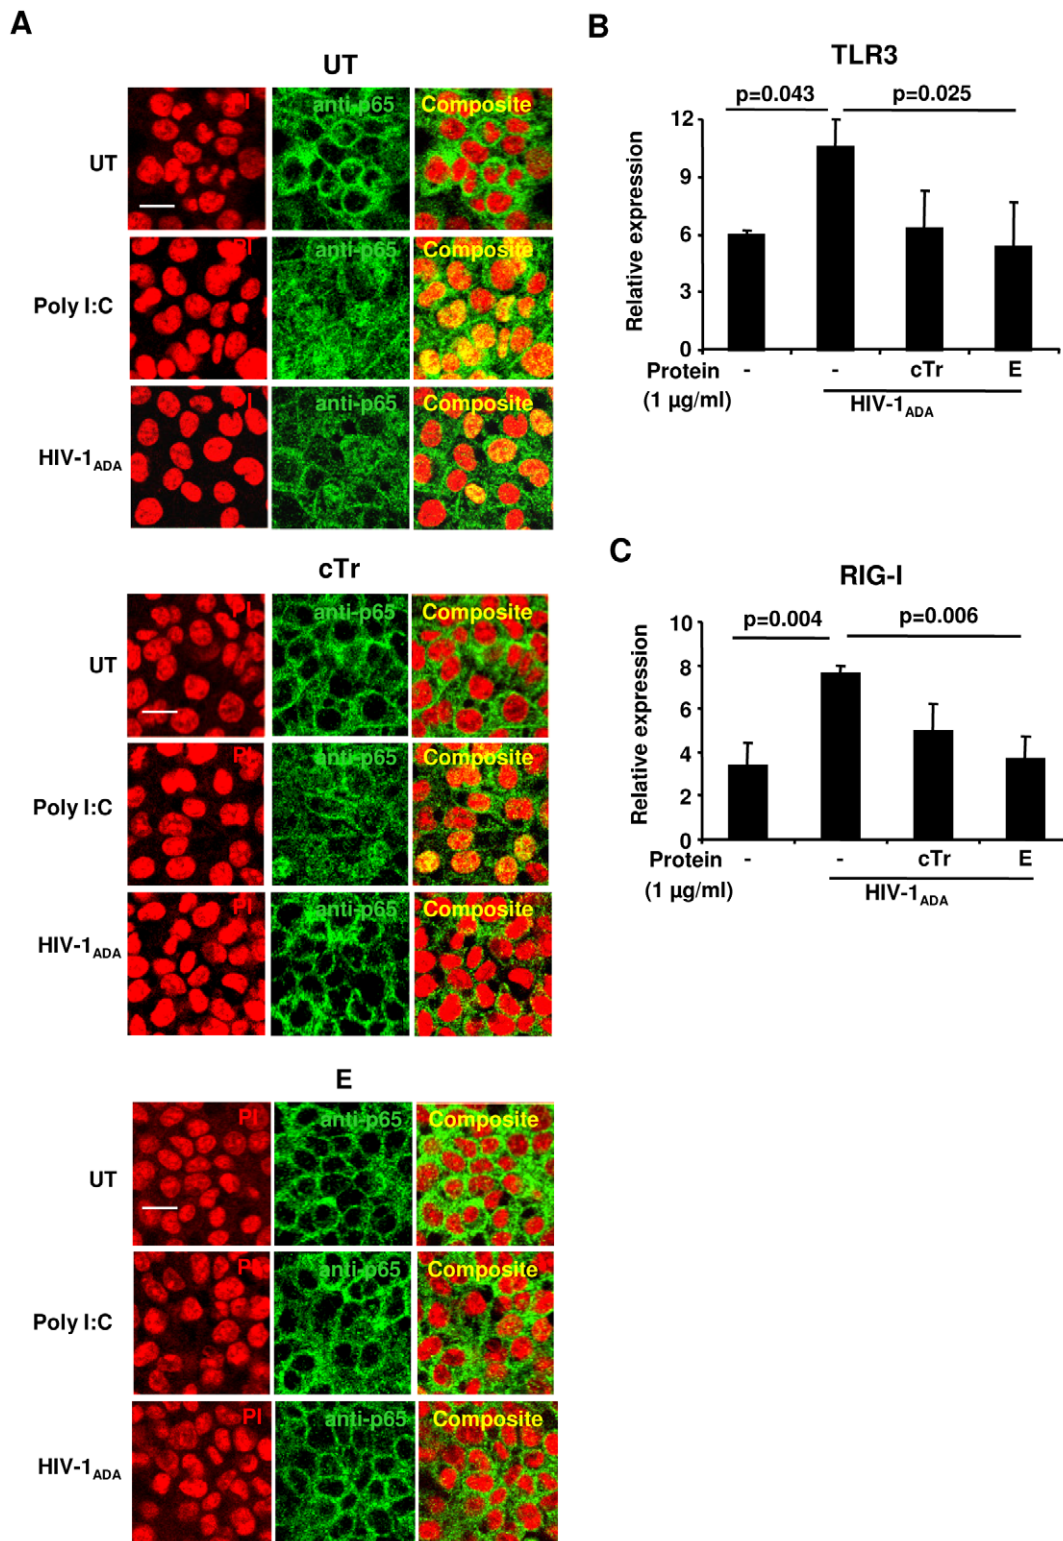 A
UT
UT
PI anti-p65 Composite
Poly I:C
PI anti-p65 Composite
HIV-1ADA
PI anti-p65 Composite
cTr
UT
PI anti-p65 Composite
Poly I:C
PI anti-p65 Composite
HIV-1ADA
PI anti-p65 Composite
E
UT
PI anti-p65 Composite
Poly I:C
PI anti-p65 Composite
HIV-1ADA
PI anti-p65 Composite
B
TLR3
p=0.043 p=0.025
Relative expression
12
9
6
3
0
Protein - - cTr E
(1 µg/ml) HIV-1ADA
C
RIG-I
p=0.004 p=0.006
Relative expression
10
8
6
4
2
0
Protein - - cTr E
(1 µg/ml) HIV-1ADA